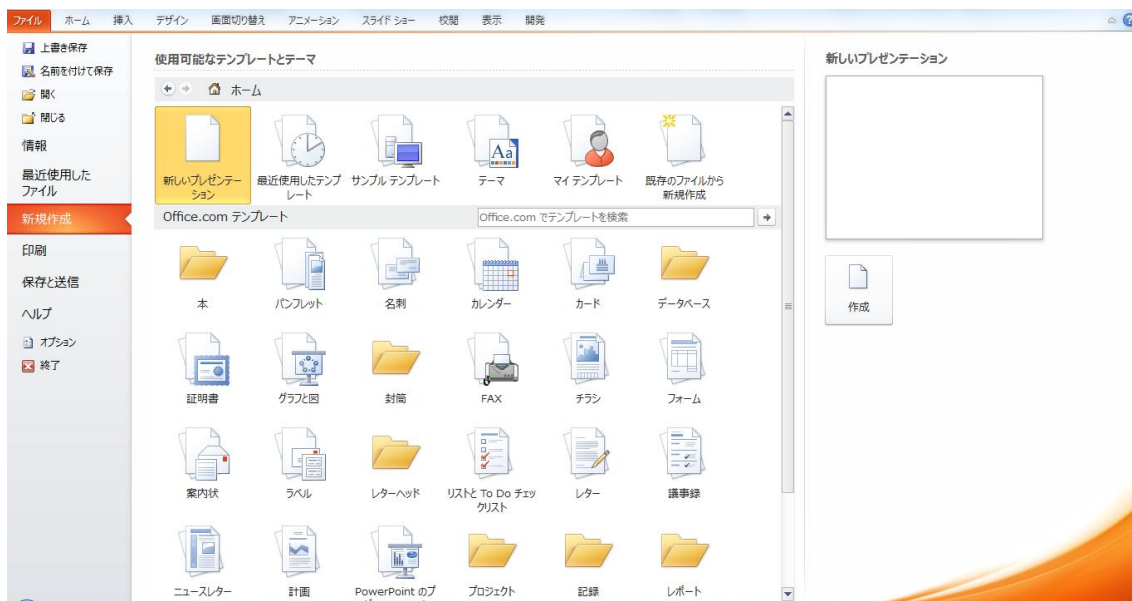 ファイル ホーム 挿入 デザイン 画面切り替え アニメーション スライド ショー 校閲 表示 開発
上書き保存
名前を付けて保存
開く
閉じる
情報
最近使用した
ファイル
新規作成
印刷
保存と送信
ヘルプ
オプション
終了
使用可能なテンプレートとテーマ
ホーム
新しいプレゼンテー
ション
最近使用したテンプ
レート
サンプル テンプレート
テーマ
マイ テンプレート
既存のファイルから
新規作成
Office.com テンプレート
Office.com でテンプレートを検索
本
パンフレット
名刺
カレンダー
カード
データベース
証明書
グラフと図
封筒
FAX
チラシ
フォーム
案内状
ラベル
レターヘッド
リストと To Do チェッ
クリスト
レター
議事録
ニュースレター
計画
PowerPoint のプ
プロジェクト
記録
レポート
新しいプレゼンテーション
作成